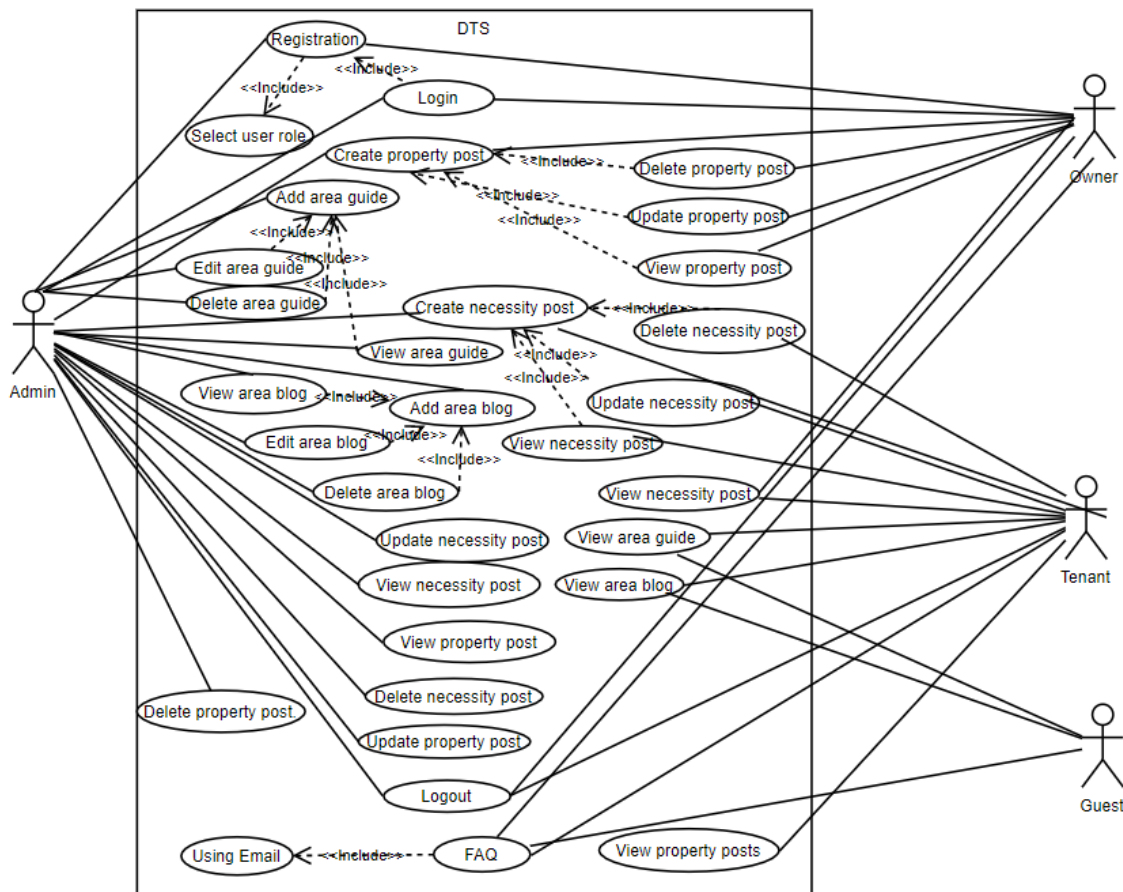 DTS
Registration
<<Include>>
<<Include>>
Login
Select user role
Owner
Create property post
<<Include>>
Delete property post
Add area guide
<<Include>>
Update property post
<<Include>>
<<Include>>
<<Include>>
Edit area guide
View property post
<<Include>>
Delete area guide
Create necessity post
<<Include>>
Delete necessity post
View area guide
<<Include>>
<<Include>>
Admin
View area blog
<<Include>>
Add area blog
Update necessity post
Edit area blog
<<Include>>
View necessity post
<<Include>>
Delete area blog
View necessity post
Update necessity post
View area guide
View necessity post
View area blog
Tenant
View property post
Delete necessity post
Delete property post.
Update property post
Logout
Guest
Using Email
<<Include>>
FAQ
View property posts